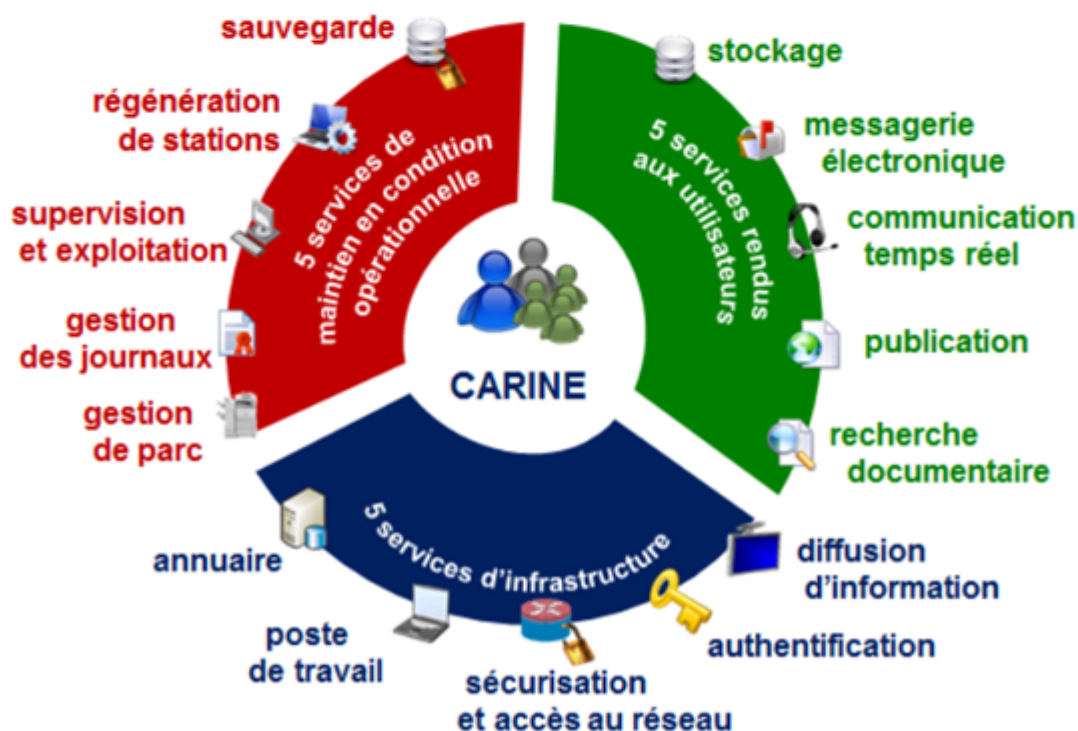 sauvegarde
régénération
de stations
supervision
et exploitation
gestion
des journaux
gestion
de parc
5 services de
maintien en condition
opérationnelle
stockage
messagerie
électronique
communication
temps réel
publication
recherche
documentaire
5 services rendus
aux utilisateurs
CARINE
5 services d'infrastructure
annuaire
poste
de travail
sécurisation
et accès au réseau
authentification
diffusion
d'information